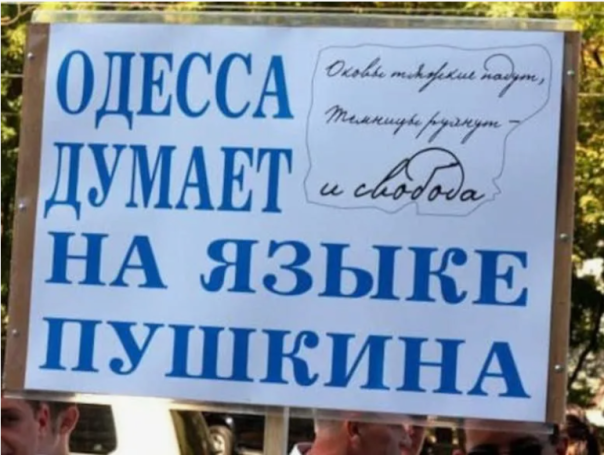 ОДЕССА
ДУМАЕТ
НА ЯЗЫКЕ
ПУШКИНА
Оковы тяжкие падут,
Темницы рухнут –
и свобода